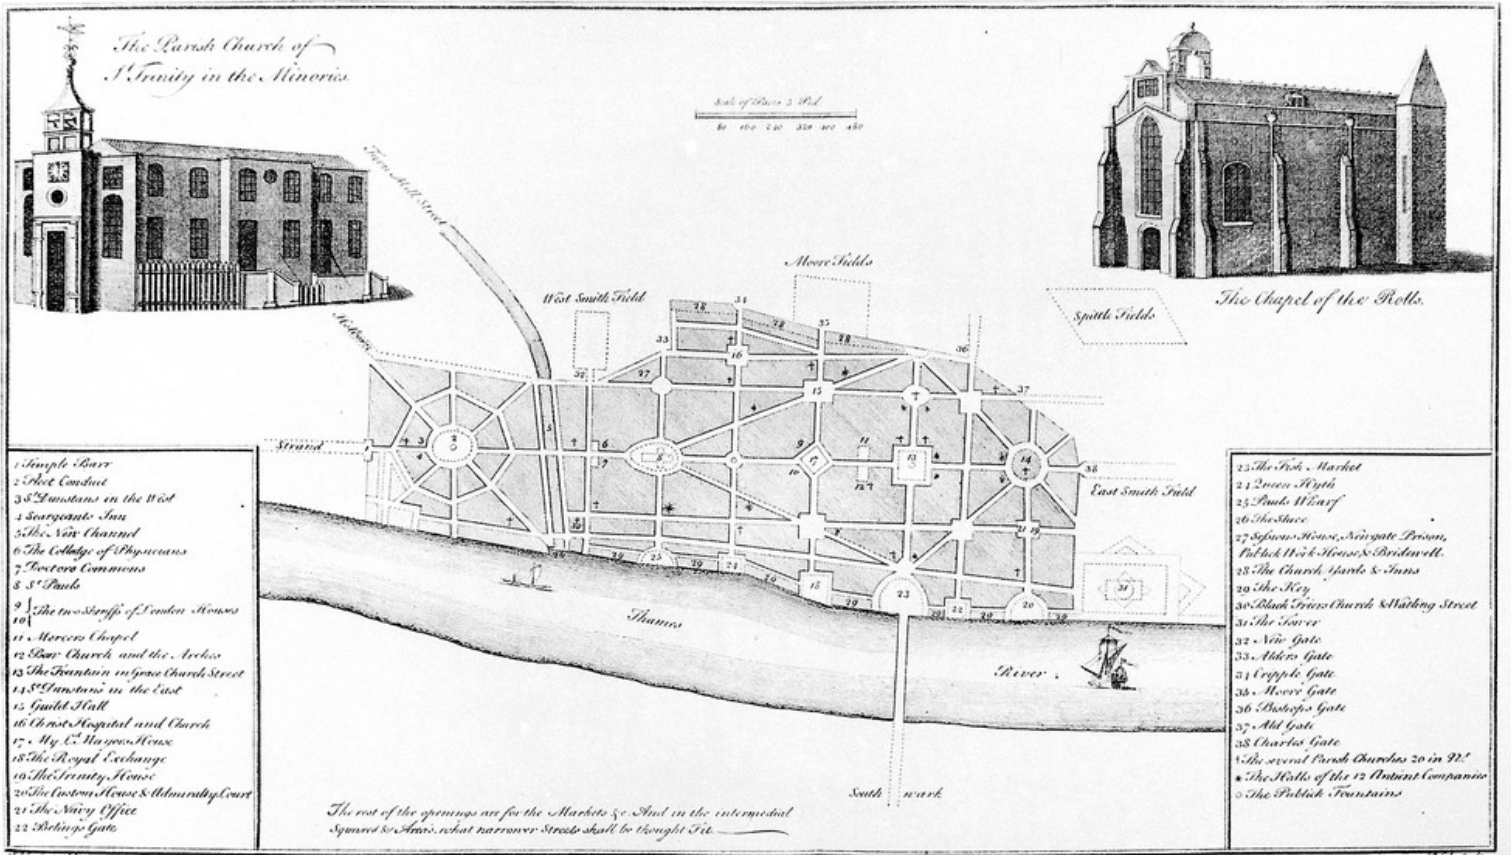 The Parish Church of
St Trinity in the Minories.
Scale of Paces 5 Ped.
80 160 240 320 400 480
Turn Mill Street
Holborn
West Smith Field
Moore Fields
Spittle Fields
The Chapel of the Rolls.
Strand
East Smith Fild
Thames
River
South wark
1 Temple Barr
2 Fleet Conduit
3 St Dunstans in the West
4 Seargeants Inn
5 The New Channel
6 The Colledge of Physicians
7 Doctors Commons
8 St Pauls
9
10 The two Sheriffs of London Houses
11 Mercers Chapel
12 Bow Church and the Arches
13 The Fountain in Grace Church Street
14 St Dunstans in the East
15 Guild Hall
16 Christ Hospital and Church
17 My Ld Mayors House
18 The Royal Exchange
19 The Trinity House
20 The Custom House & Admiralty Court
21 The Navy Office
22 Belings Gate
23 The Fish Market
24 Queen Hyth
25 Pauls Wharf
26 The Sluce
27 Sessions House, Newgate Prison,
Publick Work House & Bridewell.
28 The Church Yards & Inns
29 The Key
30 Black Friers Church & Watling Street
31 The Tower
32 New Gate
33 Alders Gate
34 Cripple Gate
35 Moore Gate
36 Bishops Gate
37 Ald Gate
38 Charles Gate
The several Parish Churches 20 in No.
The Halls of the 12 Antient Companies
The Publick Fountains
The rest of the openings are for the Markets &c. And in the intermedial
Squares & Area's, what narrower Streets shall be thought Fit.